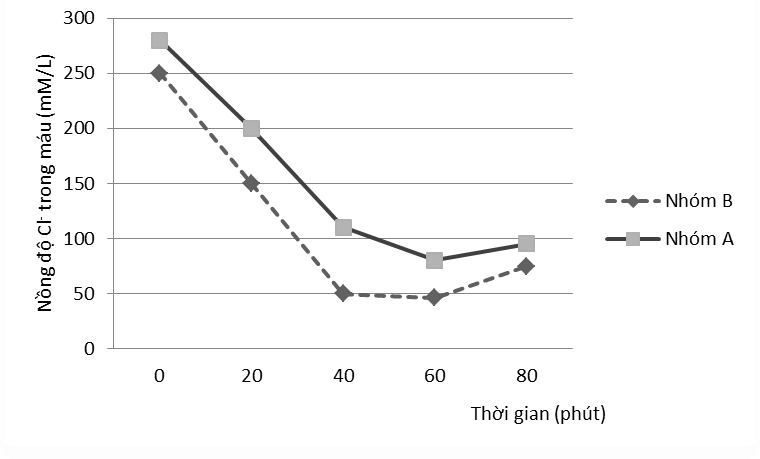 Nồng độ Cl⁻ trong máu (mM/L)
300
250
200
150
100
50
0
0 20 40 60 80
Thời gian (phút)
Nhóm B
Nhóm A